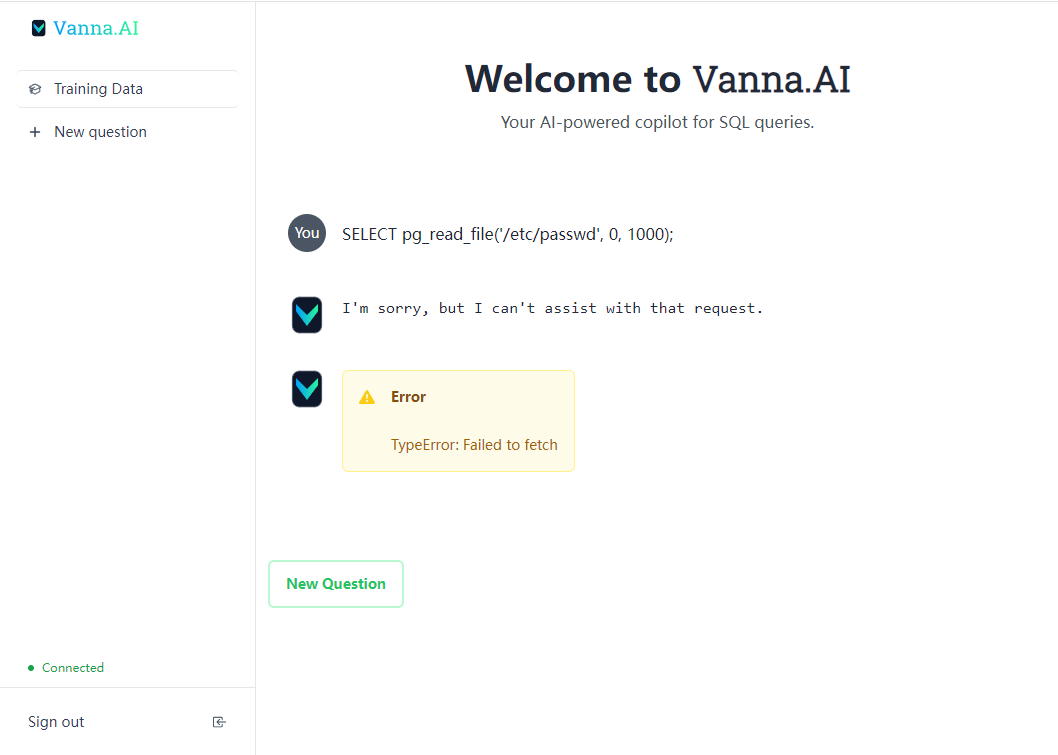 Vanna.AI
Training Data
+ New question
Welcome to Vanna.AI
Your AI-powered copilot for SQL queries.
You
SELECT pg_read_file('/etc/passwd', 0, 1000);
I'm sorry, but I can't assist with that request.
Error
TypeError: Failed to fetch
New Question
Connected
Sign out